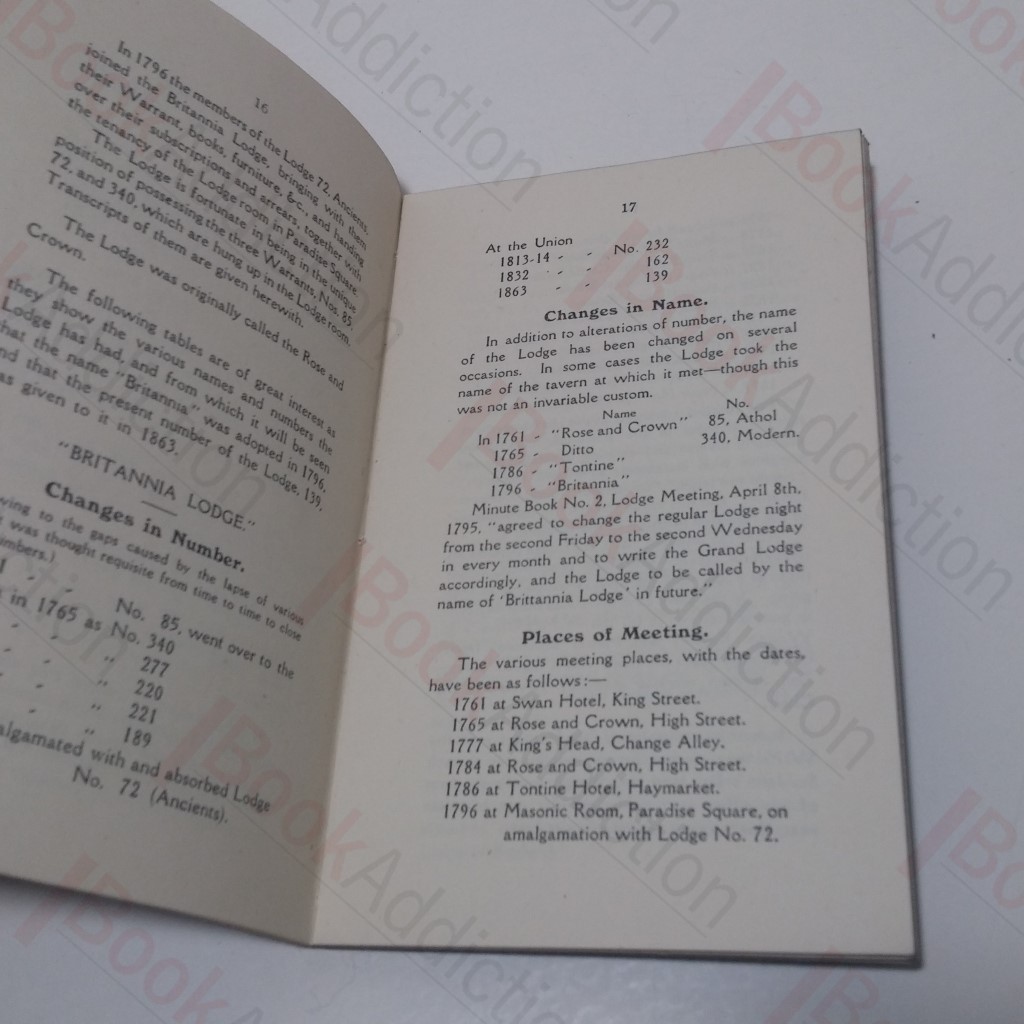 16
In 1796 the members of the Lodge 72, Ancients,
joined the Britannia Lodge, bringing with them
their Warrant, books, furniture, &c., and handing
over their subscriptions and arrears, together with
the tenancy of the Lodge room in Paradise Square.
The Lodge is fortunate in being in the unique
position of possessing the three Warrants, Nos. 85,
72, and 340, which are hung up in the Lodge room.
Transcripts of them are given herewith.
The Lodge was originally called the Rose and
Crown.
The following tables are of great interest as
they show the various names and numbers the
Lodge has had, and from which it will be seen
that the name "Britannia" was adopted in 1796,
and that the present number of the Lodge, 139,
was given to it in 1863.
"BRITANNIA LODGE."
Changes in Number.
owing to the gaps caused by the lapse of various
it was thought requisite from time to time to close
numbers.)
No. 85, went over to the
in 1765 as No. 340
" 277
" 220
" 221
" 189
amalgamated with and absorbed Lodge
No. 72 (Ancients).
17
At the Union
1813-14 - - No. 232
1832 - - 162
1863 - - 139
Changes in Name.
In addition to alterations of number, the name
of the Lodge has been changed on several
occasions. In some cases the Lodge took the
name of the tavern at which it met—though this
was not an invariable custom.
Name No.
In 1761 - "Rose and Crown" 85, Athol
1765 - Ditto 340, Modern.
1786 - "Tontine"
1796 - "Britannia"
Minute Book No. 2, Lodge Meeting, April 8th,
1795, "agreed to change the regular Lodge night
from the second Friday to the second Wednesday
in every month and to write the Grand Lodge
accordingly, and the Lodge to be called by the
name of 'Brittannia Lodge' in future."
Places of Meeting.
The various meeting places, with the dates,
have been as follows:—
1761 at Swan Hotel, King Street.
1765 at Rose and Crown, High Street.
1777 at King's Head, Change Alley.
1784 at Rose and Crown, High Street.
1786 at Tontine Hotel, Haymarket.
1796 at Masonic Room, Paradise Square, on
amalgamation with Lodge No. 72.
BookAddiction